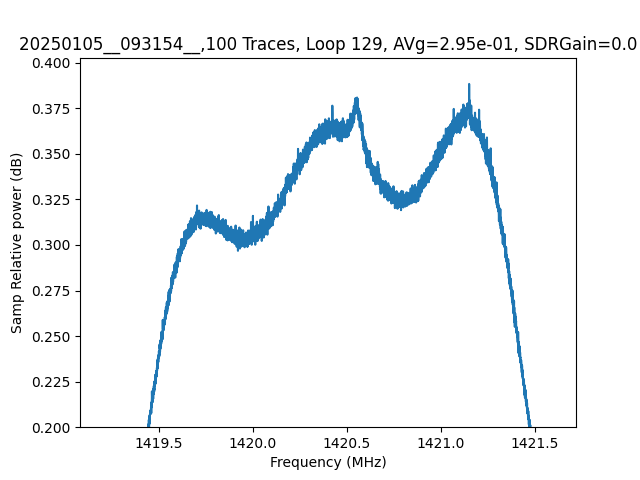 20250105__093154__,100 Traces, Loop 129, AVg=2.95e-01, SDRGain=0.0
0.400
0.375
0.350
0.325
0.300
0.275
0.250
0.225
0.200
Samp Relative power (dB)
1419.5 1420.0 1420.5 1421.0 1421.5
Frequency (MHz)